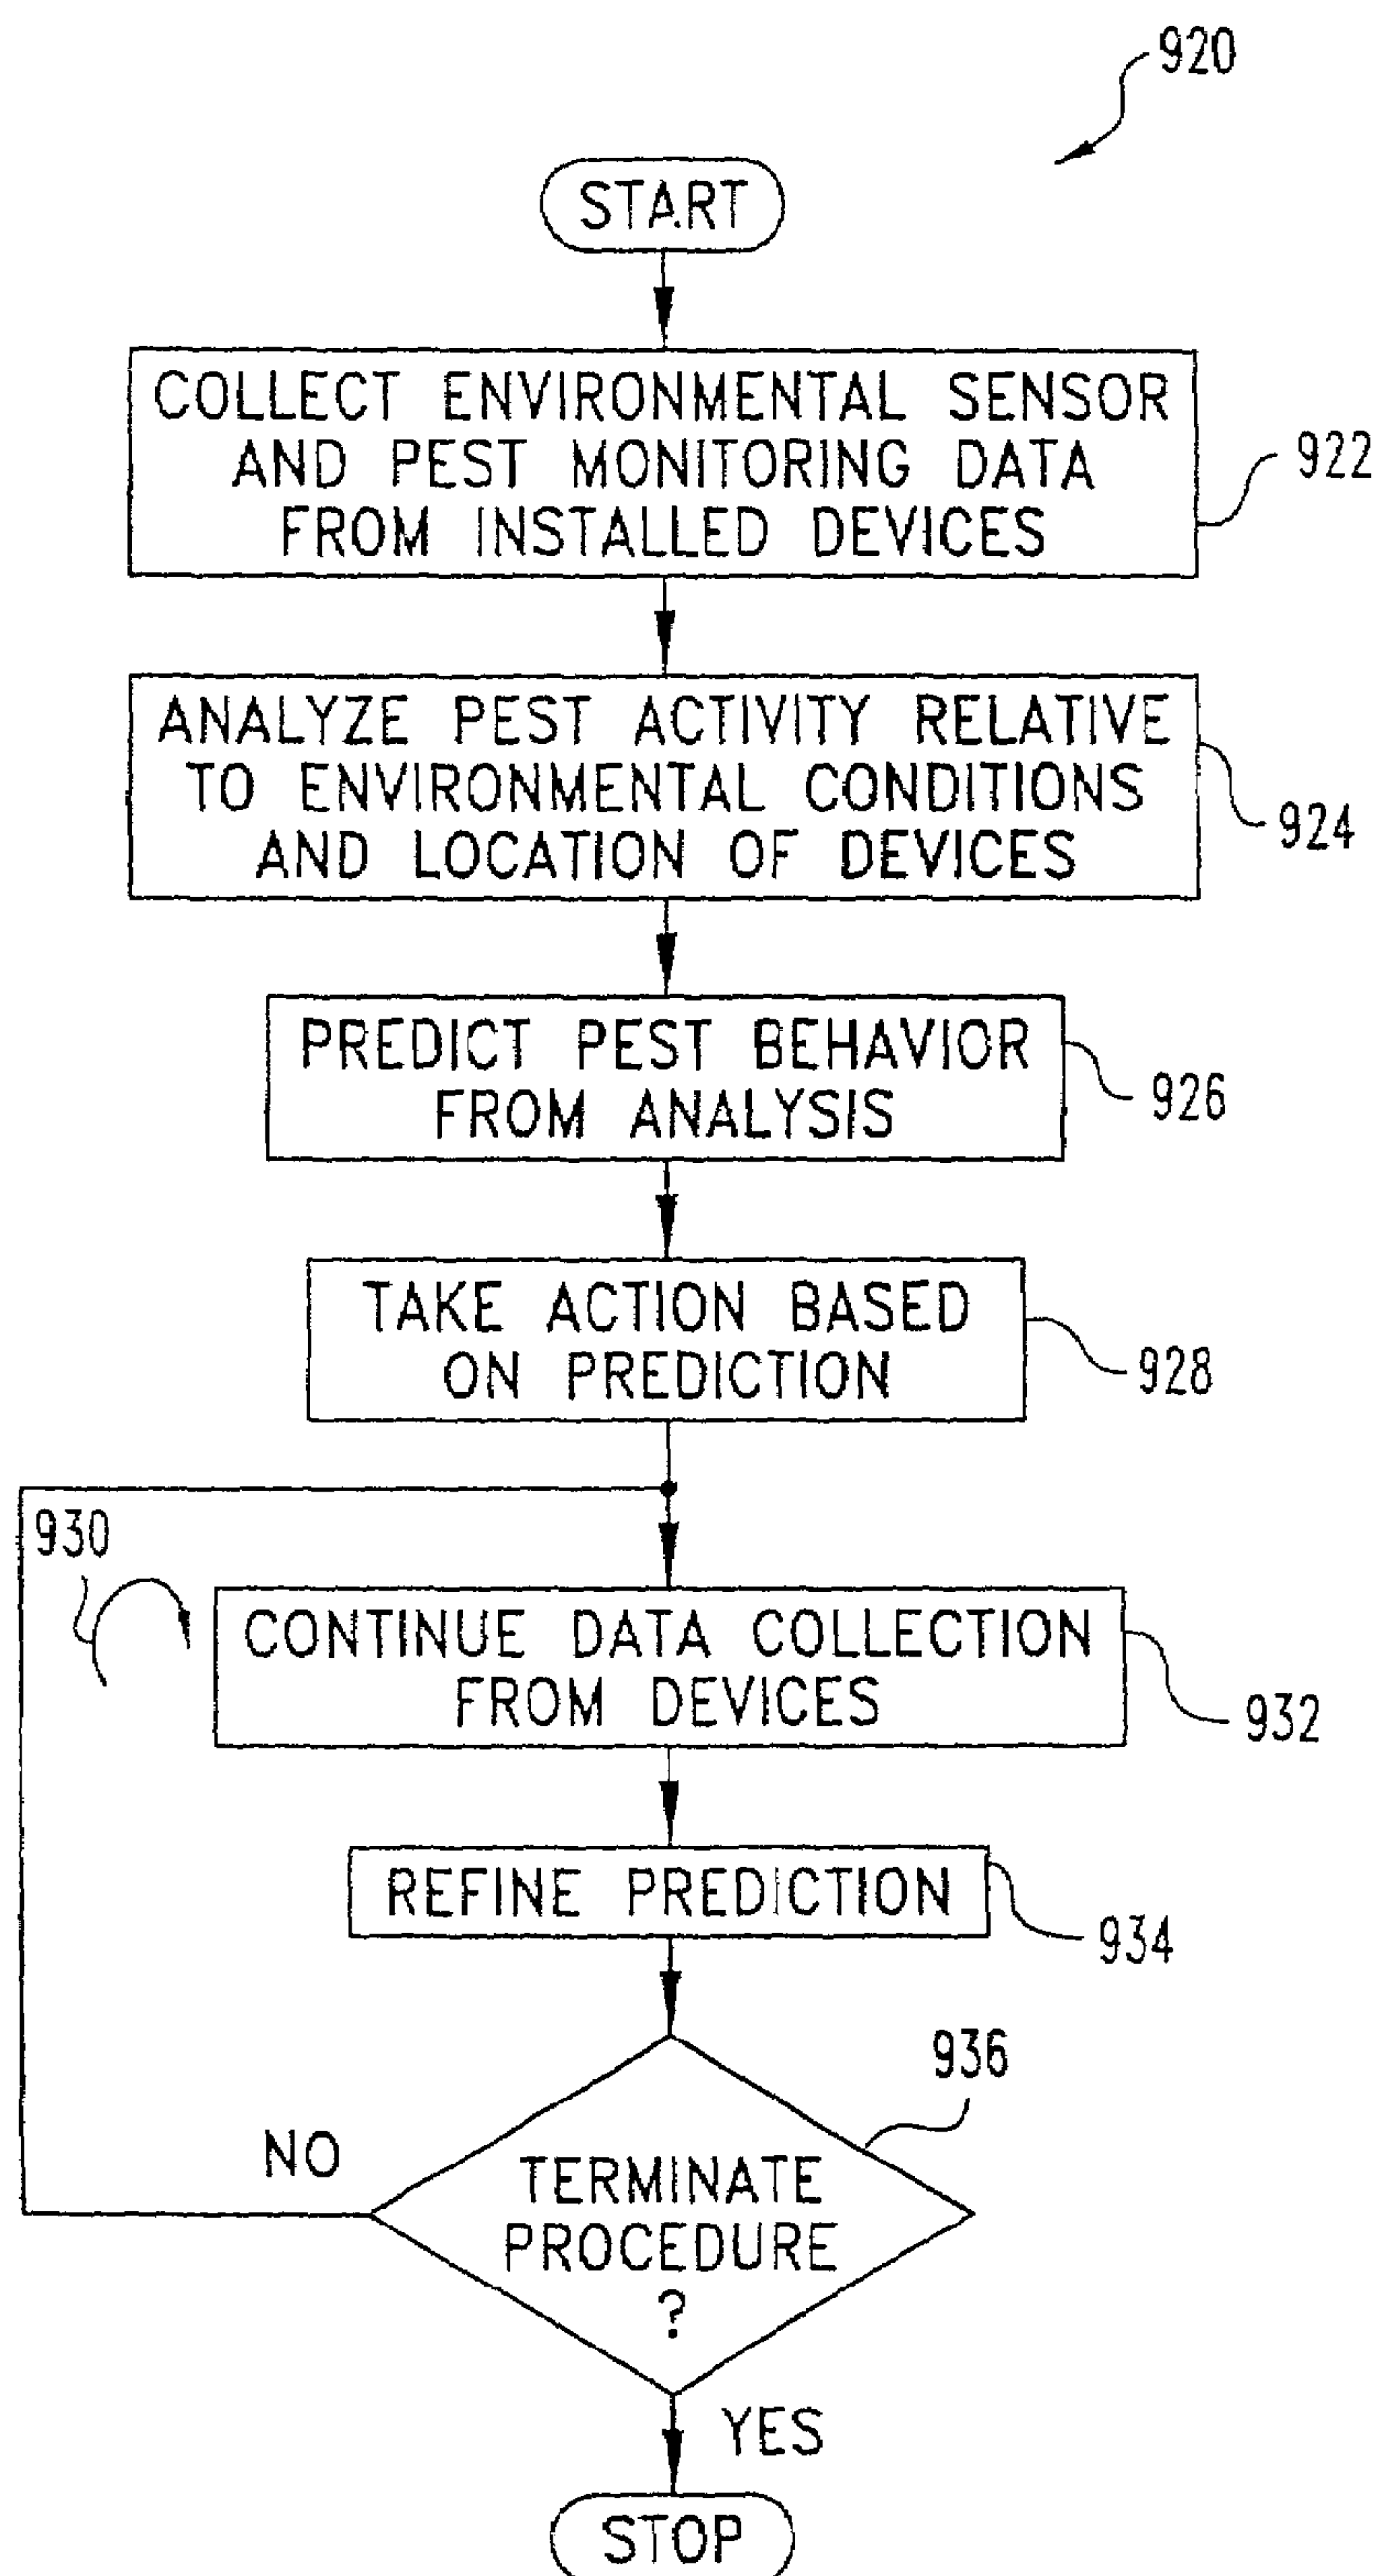 920
START
COLLECT ENVIRONMENTAL SENSOR
AND PEST MONITORING DATA
FROM INSTALLED DEVICES
922
ANALYZE PEST ACTIVITY RELATIVE
TO ENVIRONMENTAL CONDITIONS
AND LOCATION OF DEVICES
924
PREDICT PEST BEHAVIOR
FROM ANALYSIS
926
TAKE ACTION BASED
ON PREDICTION
928
930
CONTINUE DATA COLLECTION
FROM DEVICES
932
REFINE PREDICTION
934
936
NO
TERMINATE
PROCEDURE
?
YES
STOP